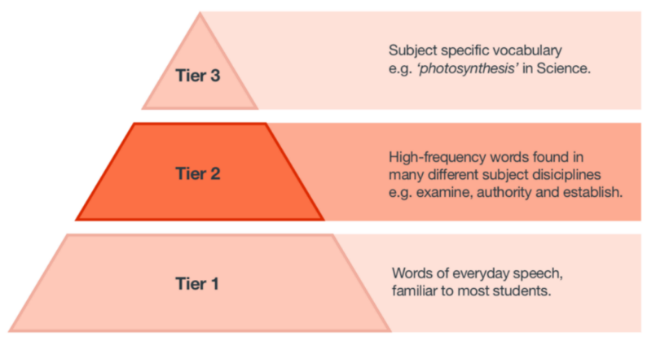 Tier 3
Subject specific vocabulary
e.g. ‘photosynthesis’ in Science.
Tier 2
High-frequency words found in
many different subject disiciplines
e.g. examine, authority and establish.
Tier 1
Words of everyday speech,
familiar to most students.